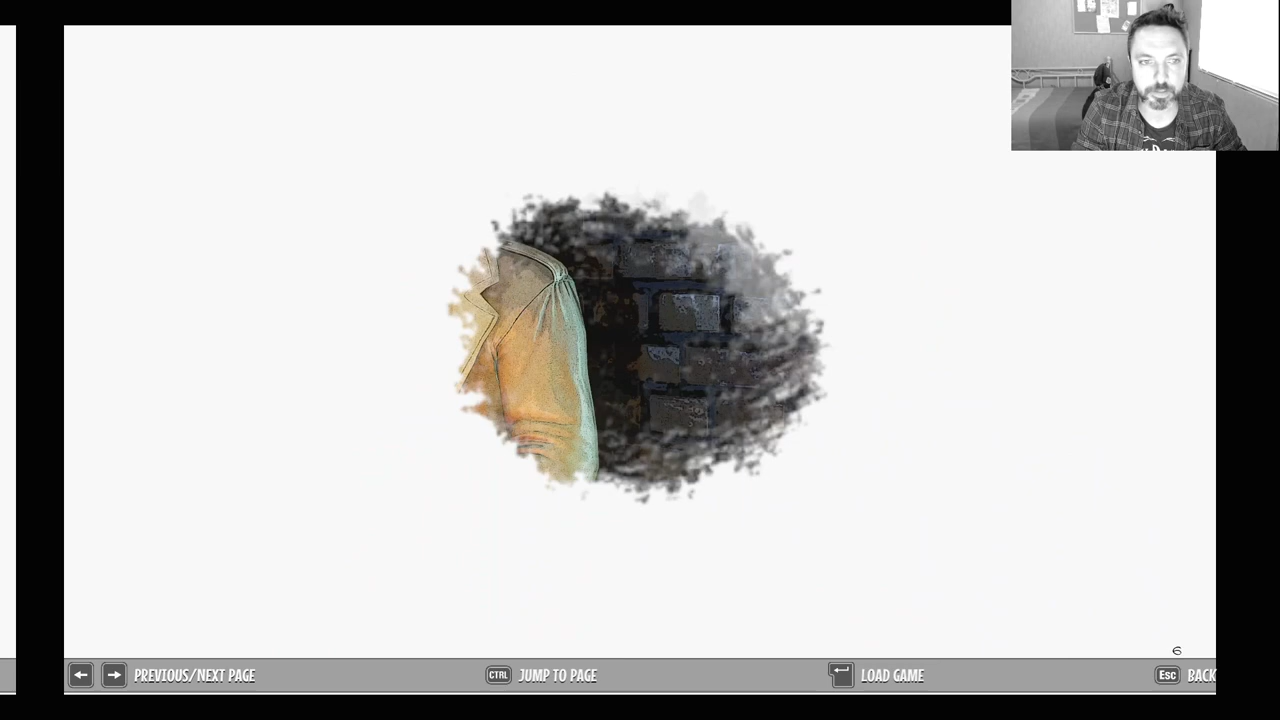 6
PREVIOUS/NEXT PAGE
CTRL JUMP TO PAGE
LOAD GAME
Esc BACK